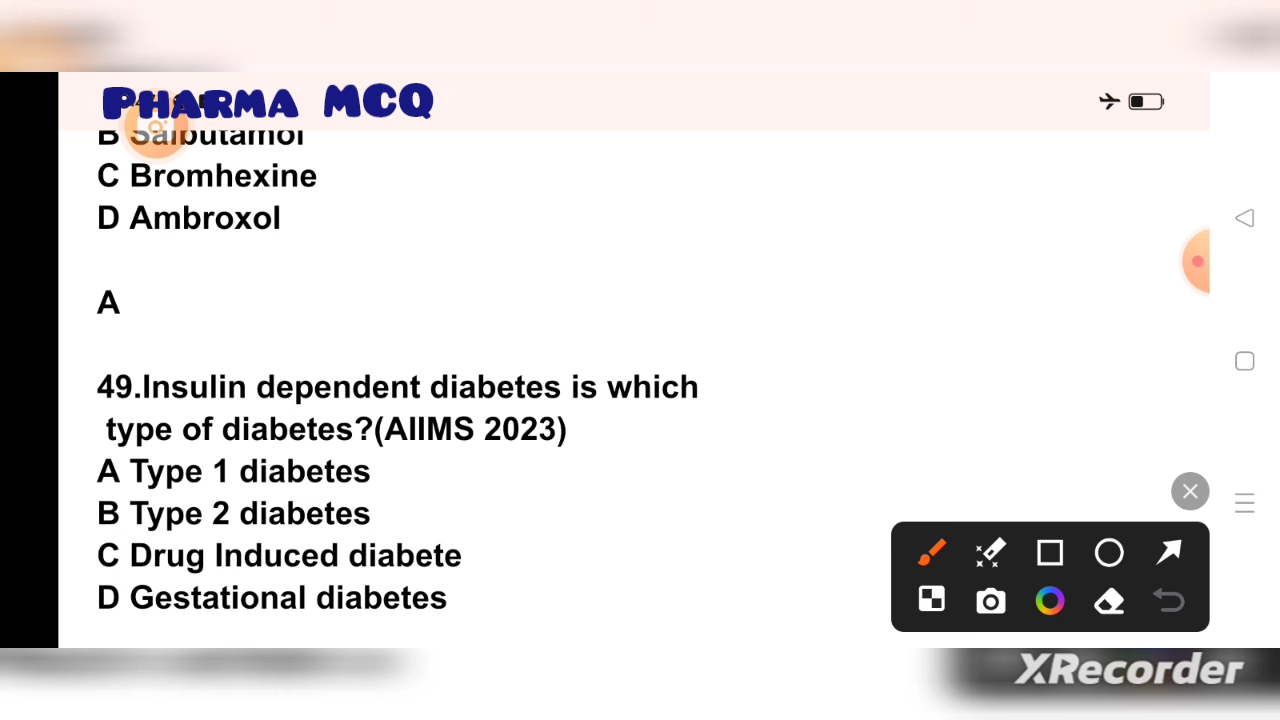 PHARMA MCQ
B Salbutamol
C Bromhexine
D Ambroxol
A
49.Insulin dependent diabetes is which
type of diabetes?(AIIMS 2023)
A Type 1 diabetes
B Type 2 diabetes
C Drug Induced diabete
D Gestational diabetes
XRecorder